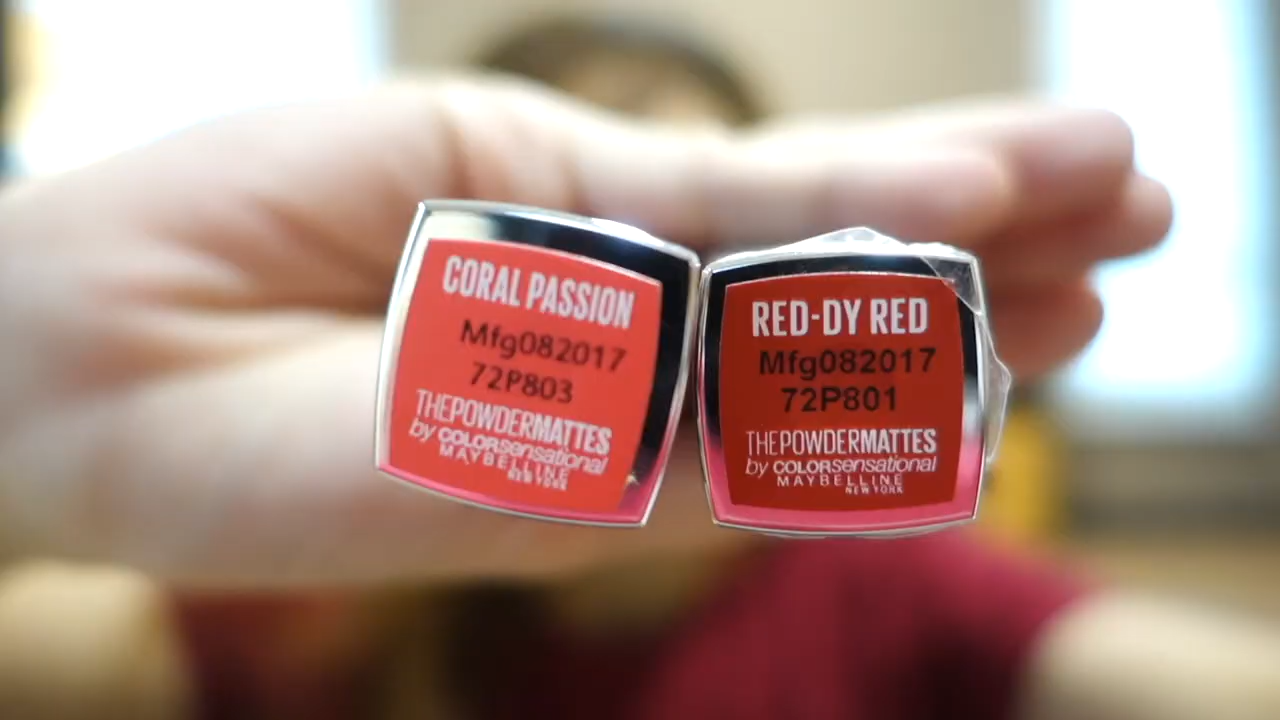 CORAL PASSION
Mfg082017
72P803
THEPOWDERMATTES
by COLORsensational
MAYBELLINE
NEW YORK
RED-DY RED
Mfg082017
72P801
THEPOWDERMATTES
by COLORsensational
MAYBELLINE
NEW YORK